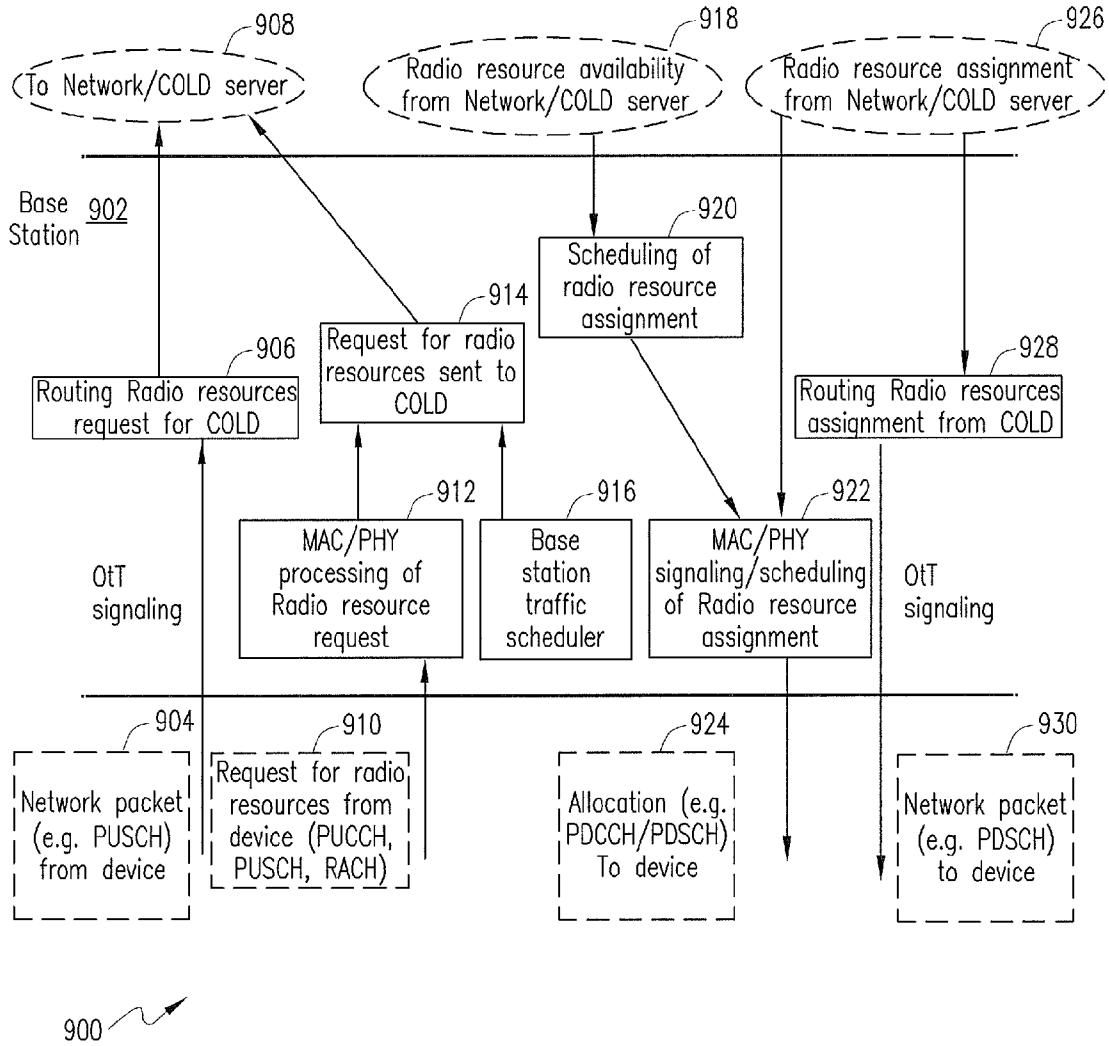 908
918
926
To Network/COLD server
Radio resource availability
from Network/COLD server
Radio resource assignment
from Network/COLD server
Base
Station
902
920
Scheduling of
radio resource
assignment
914
Request for radio
resources sent to
COLD
906
Routing Radio resources
request for COLD
928
Routing Radio resources
assignment from COLD
912
MAC/PHY
processing of
Radio resource
request
916
Base
station
traffic
scheduler
922
MAC/PHY
signaling/scheduling
of Radio resource
assignment
OtT
signaling
OtT
signaling
904
Network packet
(e.g. PUSCH)
from device
910
Request for radio
resources from
device (PUCCH,
PUSCH, RACH)
924
Allocation (e.g.
PDCCH/PDSCH)
To device
930
Network packet
(e.g. PDSCH)
to device
900